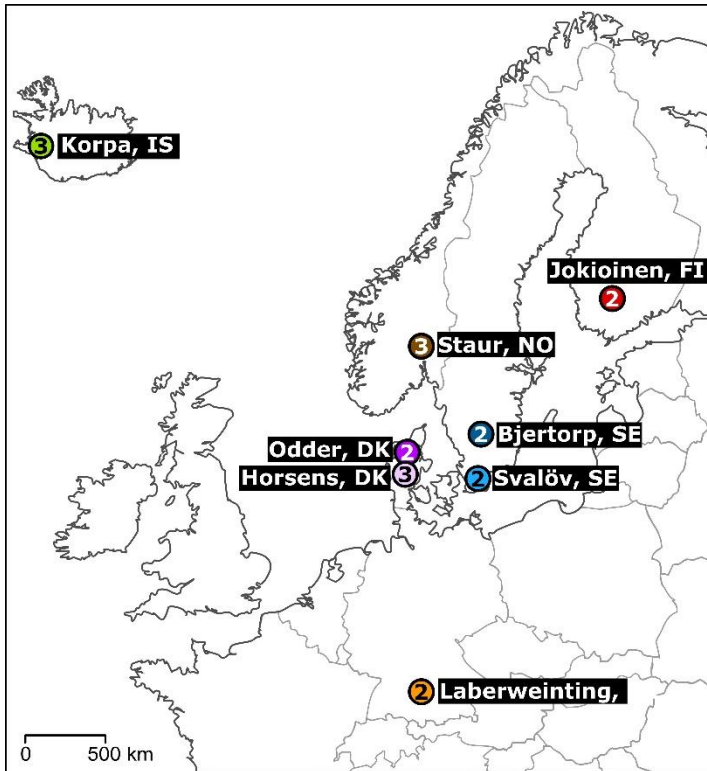 3 Korpa, IS
Jokioinen, FI
2
3 Staur, NO
2 Bjertorp, SE
Odder, DK 2
Horsens, DK 3
2 Svalöv, SE
2 Laberweinting,
0 500 km